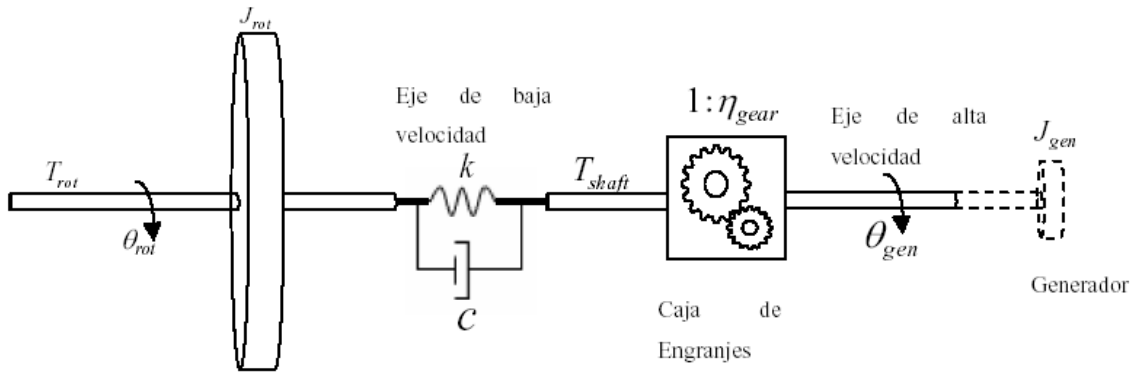 J_rot
Eje de baja
velocidad
k
1:η_gear
Eje de alta
velocidad
J_gen
T_rot
T_shaft
θ_rot
θ_gen
C
Caja de
Engranjes
Generador